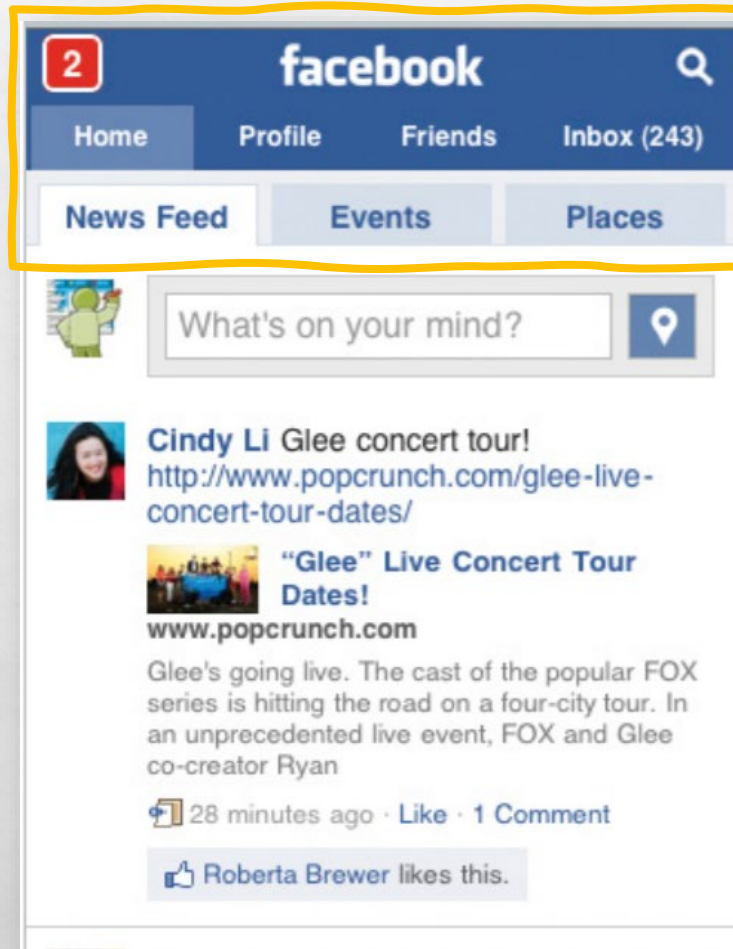 2 facebook
Home Profile Friends Inbox (243)
News Feed Events Places
What's on your mind?
Cindy Li Glee concert tour!
http://www.popcrunch.com/glee-live-
concert-tour-dates/
“Glee” Live Concert Tour
Dates!
www.popcrunch.com
Glee's going live. The cast of the popular FOX
series is hitting the road on a four-city tour. In
an unprecedented live event, FOX and Glee
co-creator Ryan
28 minutes ago · Like · 1 Comment
Roberta Brewer likes this.